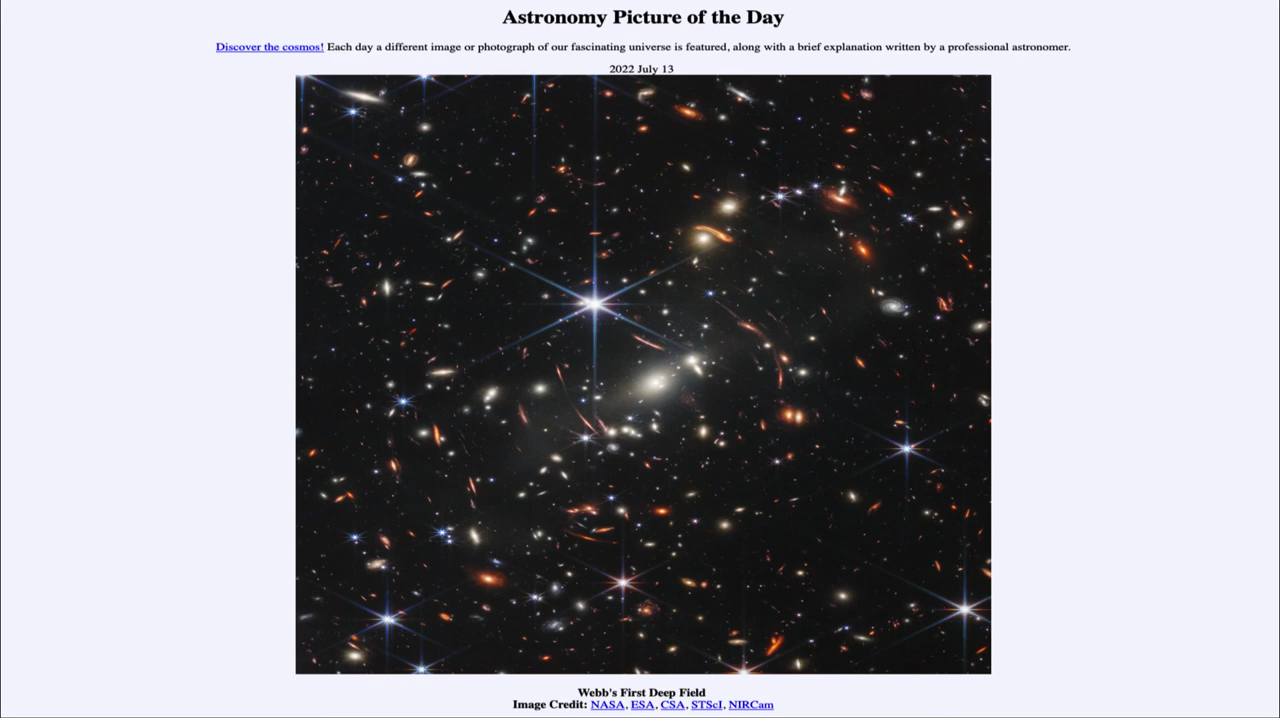 Astronomy Picture of the Day
Discover the cosmos! Each day a different image or photograph of our fascinating universe is featured, along with a brief explanation written by a professional astronomer.
2022 July 13
Webb's First Deep Field
Image Credit: NASA, ESA, CSA, STScI, NIRCam